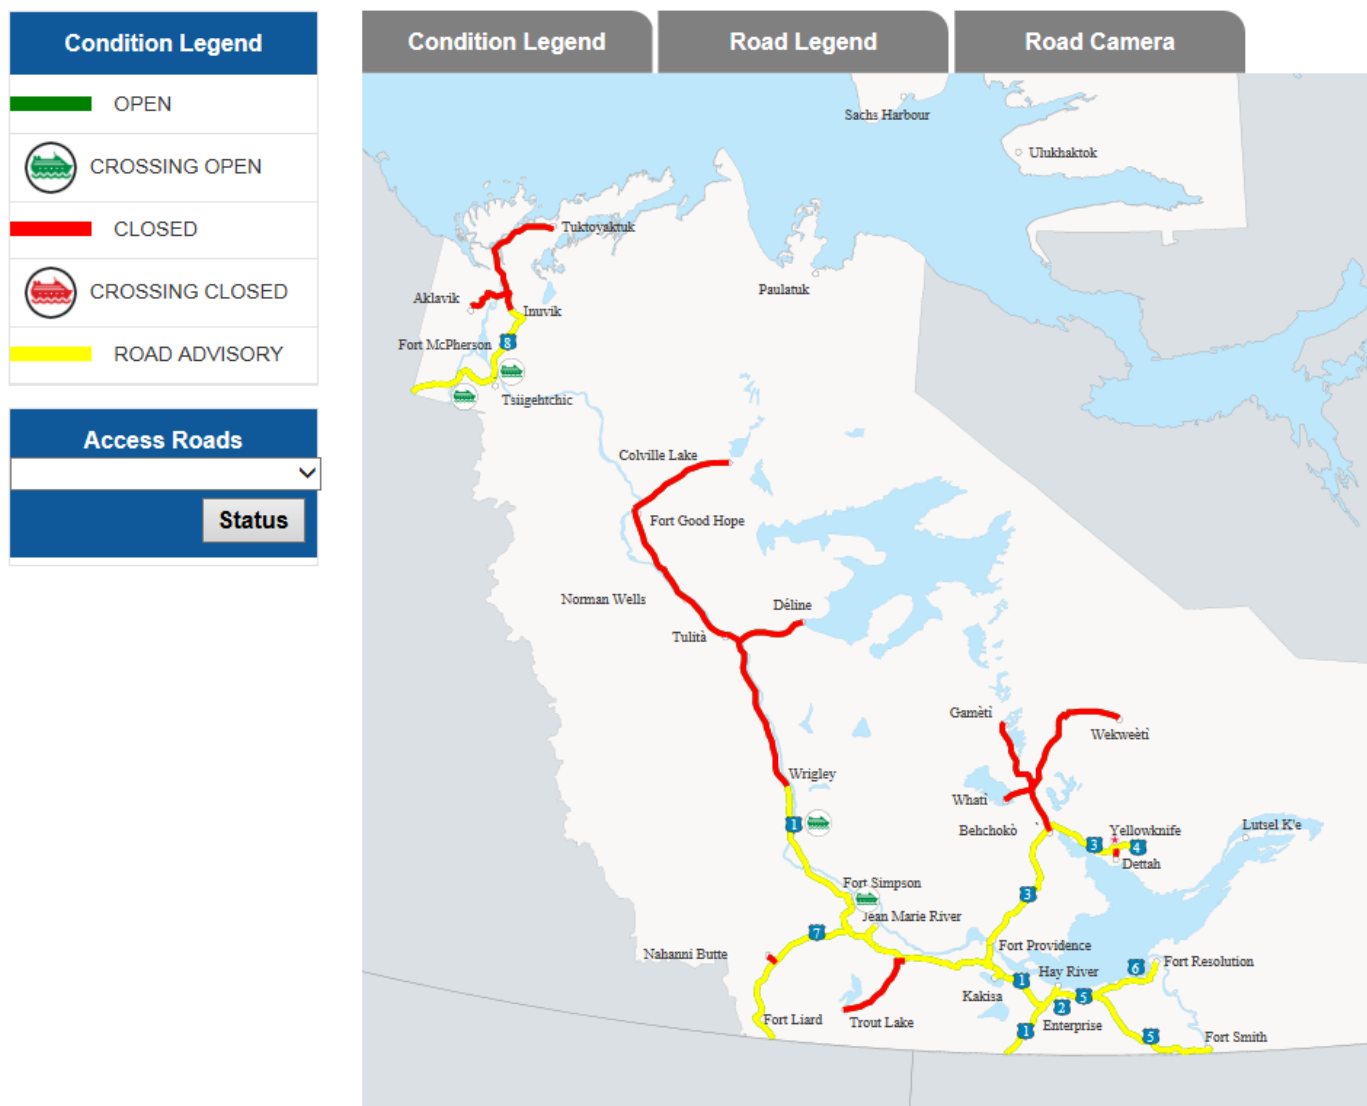 Condition Legend
OPEN
CROSSING OPEN
CLOSED
CROSSING CLOSED
ROAD ADVISORY
Access Roads
Status
Condition Legend
Road Legend
Road Camera
Sachs Harbour
Ulukhaktok
Tuktoyaktuk
Paulatuk
Aklavik
Inuvik
Fort McPherson
8
Tsiigehtchic
Colville Lake
Fort Good Hope
Norman Wells
Déline
Tulità
Gamètì
Wekweètì
Wrigley
Whatì
1
Behchokò
Yellowknife
Lutsel K'e
3
4
Dettah
Fort Simpson
3
Jean Marie River
7
Fort Providence
Nahanni Butte
Hay River
6
Fort Resolution
1
Kakisa
5
2
Fort Liard
Trout Lake
1
Enterprise
5
Fort Smith